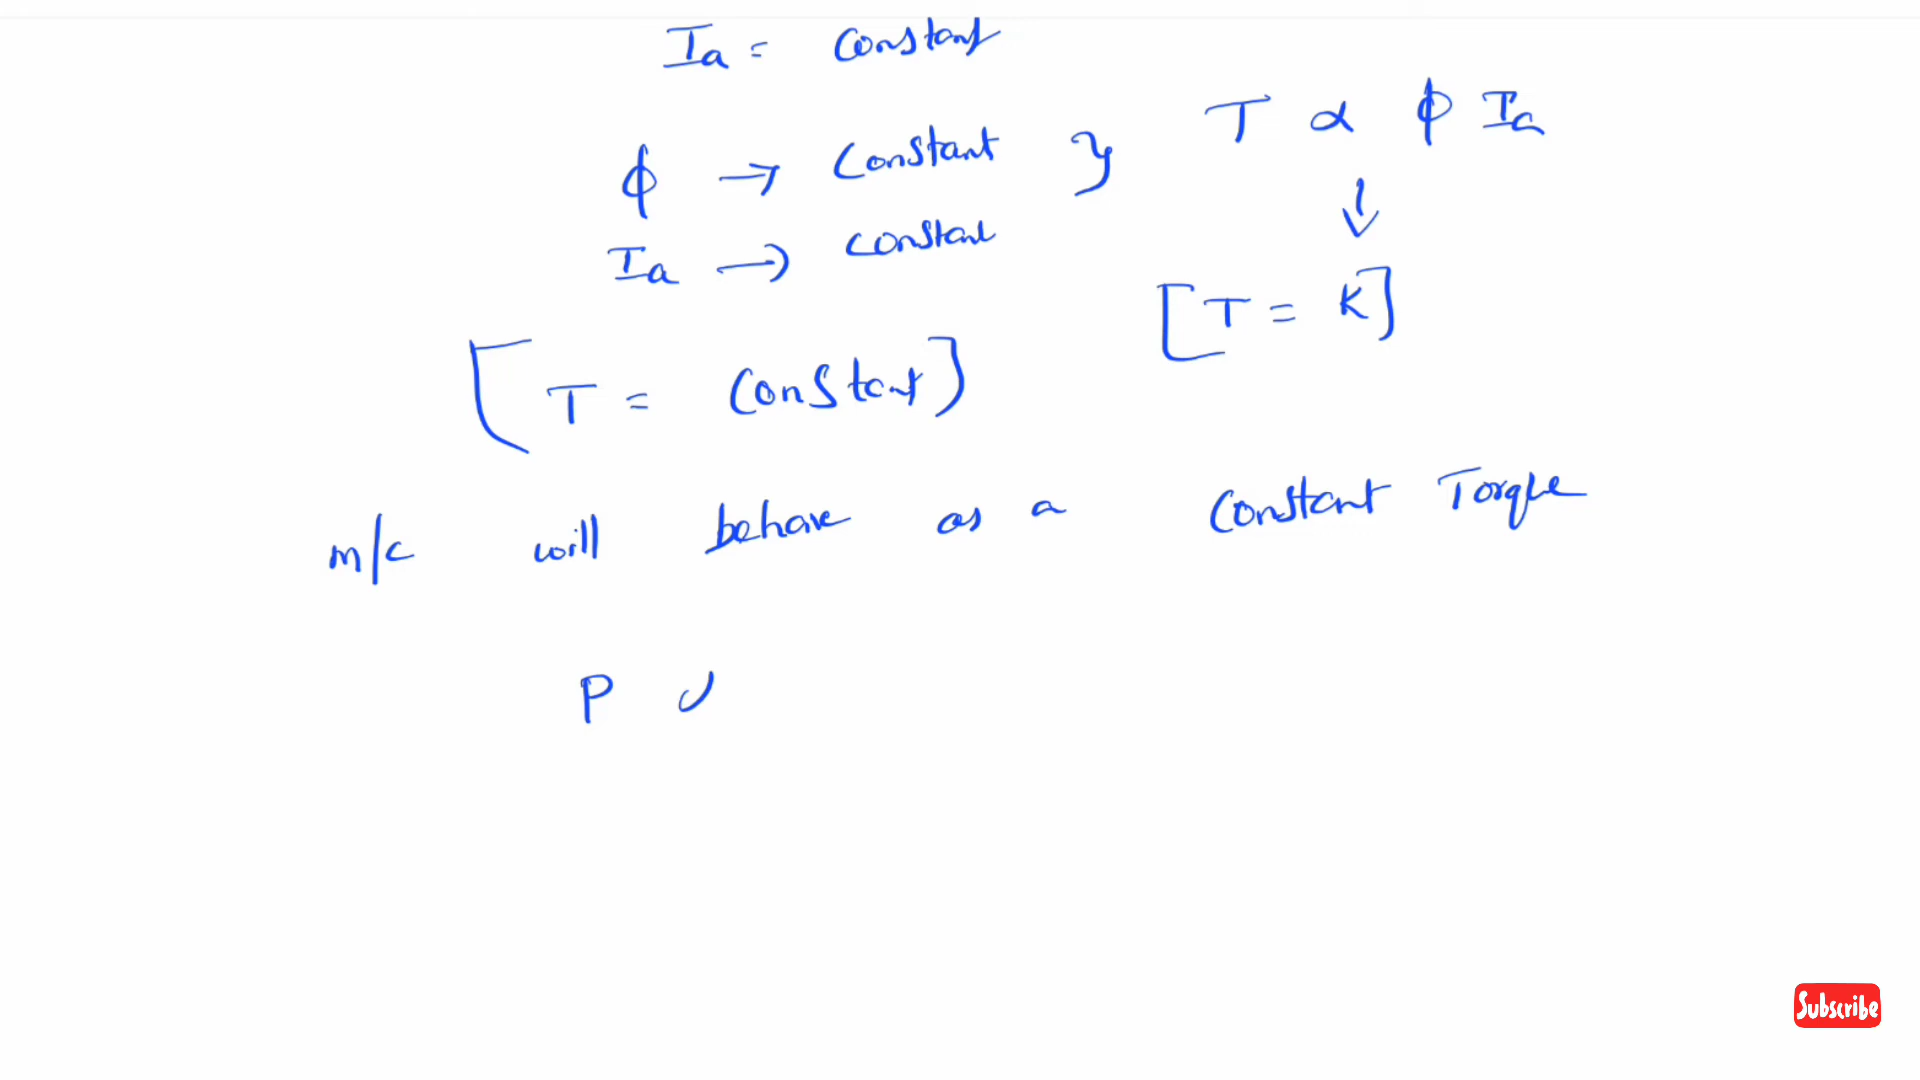 Ia = constant
T ∝ ϕ Ia
ϕ → constant }
Ia → constant
[T = K]
[T = constant]
m/c will behave as a constant Torque
P
Subscribe